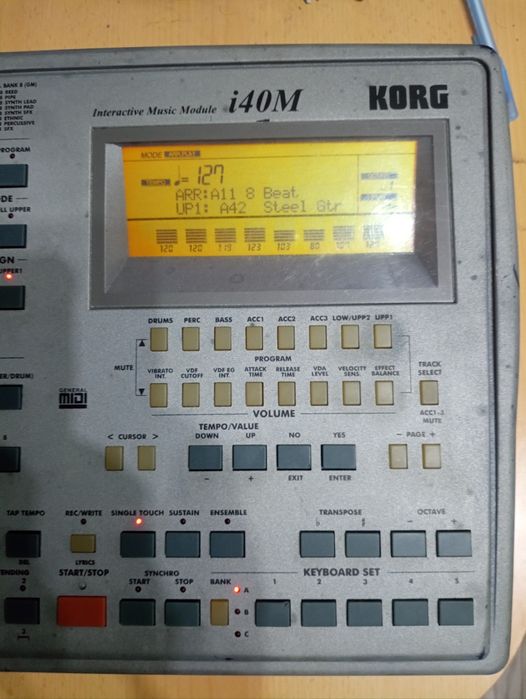 BANK B (GM)
REED
PIPE
SYNTH LEAD
SYNTH PAD
SYNTH SFX
ETHNIC
PERCUSSIVE
SFX
Interactive Music Module i40M KORG
MODE ARR.PLAY
TEMPO ♩= 127 OCTAVE
ARR:A11 8 Beat
UP1: A42 Steel Gtr
120 120 119 123 103 80
DRUMS PERC BASS ACC1 ACC2 ACC3 LOW/UPP2 UPP1
MUTE PROGRAM
VIBRATO INT. VDF CUTOFF VDF EG INT. ATTACK TIME RELEASE TIME VDA LEVEL VELOCITY SENS. EFFECT BALANCE TRACK SELECT
VOLUME ACC1-3 MUTE
GENERAL MIDI
< CURSOR > TEMPO/VALUE
DOWN UP NO YES − PAGE +
− + EXIT ENTER
TAP TEMPO REC/WRITE SINGLE TOUCH SUSTAIN ENSEMBLE TRANSPOSE OCTAVE
♭ ♯ − +
DEL LYRICS
START/STOP SYNCHRO KEYBOARD SET
2 START STOP BANK A 1 2 3 4 5
B
C
PROGRAM
UPPER1